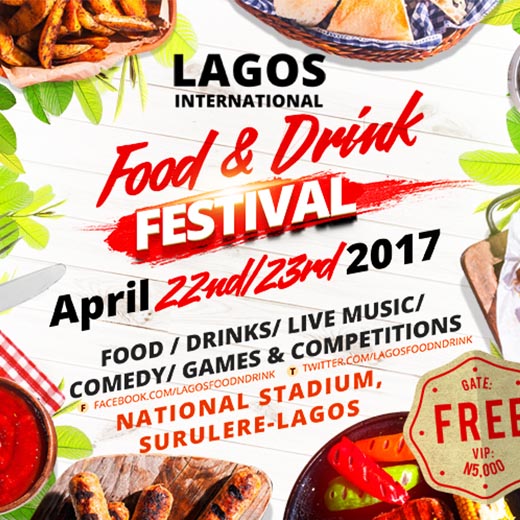 LAGOS
INTERNATIONAL
Food & Drink
FESTIVAL
April 22nd/23rd 2017
FOOD / DRINKS/ LIVE MUSIC/
COMEDY/ GAMES & COMPETITIONS
F FACEBOOK.COM/LAGOSFOODNDRINK T TWITTER.COM/LAGOSFOODNDRINK
NATIONAL STADIUM,
SURULERE-LAGOS
GATE:
FREE
VIP:
N5,000